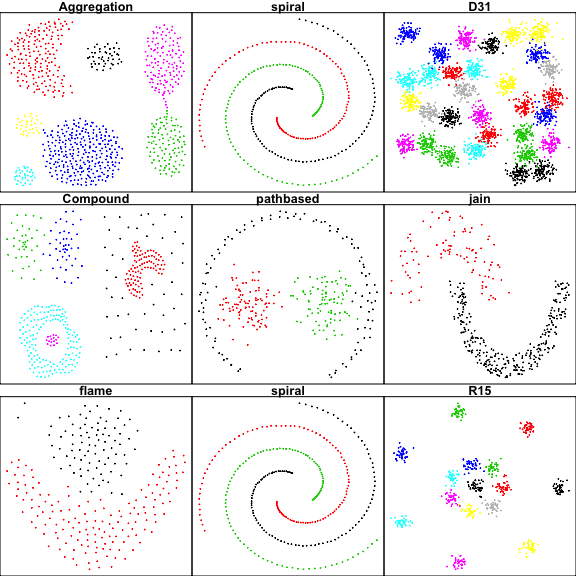 Aggregation
spiral
D31
Compound
pathbased
jain
flame
spiral
R15